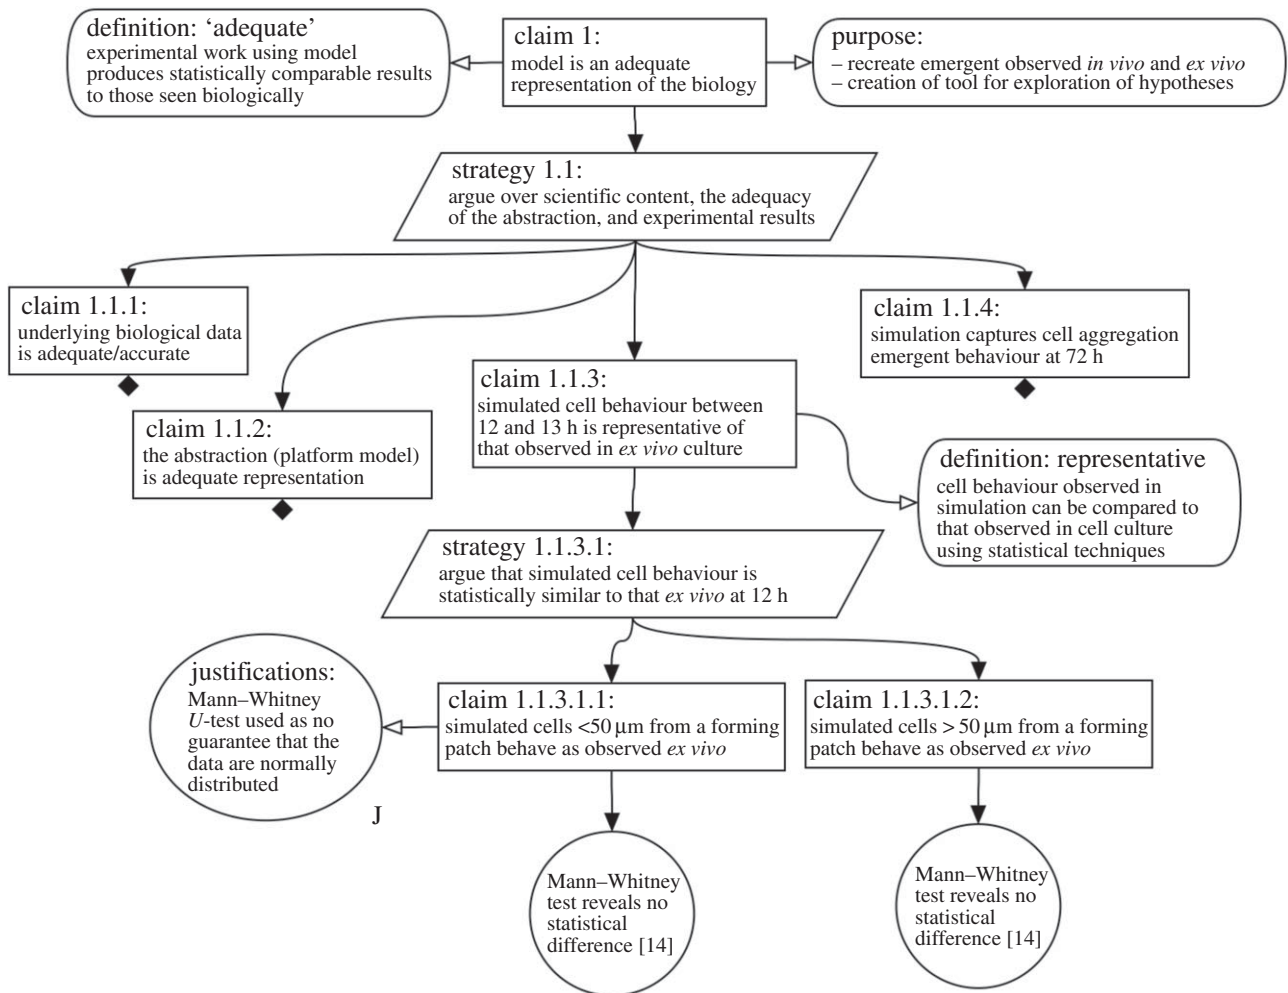 definition: ‘adequate’
experimental work using model
produces statistically comparable results
to those seen biologically
claim 1:
model is an adequate
representation of the biology
purpose:
– recreate emergent observed in vivo and ex vivo
– creation of tool for exploration of hypotheses
strategy 1.1:
argue over scientific content, the adequacy
of the abstraction, and experimental results
claim 1.1.1:
underlying biological data
is adequate/accurate
claim 1.1.2:
the abstraction (platform model)
is adequate representation
claim 1.1.3:
simulated cell behaviour between
12 and 13 h is representative of
that observed in ex vivo culture
claim 1.1.4:
simulation captures cell aggregation
emergent behaviour at 72 h
definition: representative
cell behaviour observed in
simulation can be compared to
that observed in cell culture
using statistical techniques
strategy 1.1.3.1:
argue that simulated cell behaviour is
statistically similar to that ex vivo at 12 h
justifications:
Mann–Whitney
U-test used as no
guarantee that the
data are normally
distributed
J
claim 1.1.3.1.1:
simulated cells <50 µm from a forming
patch behave as observed ex vivo
claim 1.1.3.1.2:
simulated cells > 50 µm from a forming
patch behave as observed ex vivo
Mann–Whitney
test reveals no
statistical
difference [14]
Mann–Whitney
test reveals no
statistical
difference [14]